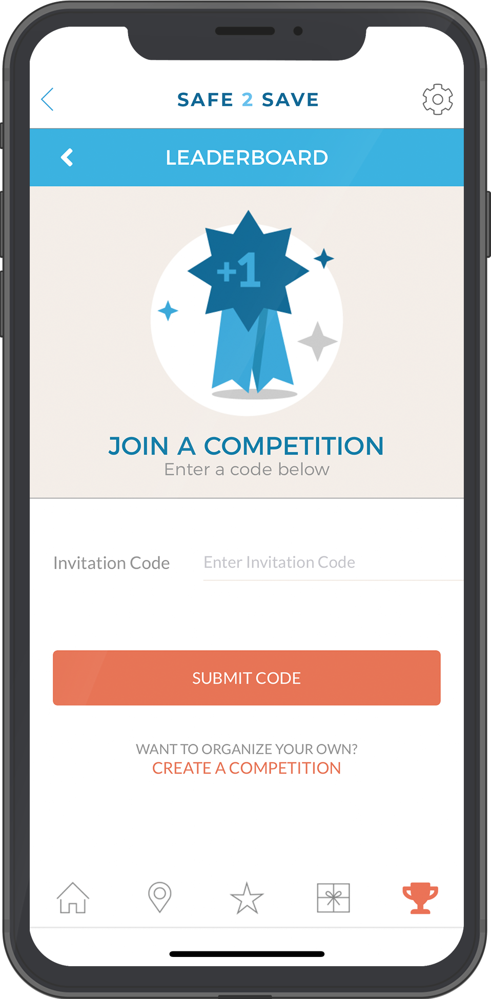 SAFE 2 SAVE
LEADERBOARD
+1
JOIN A COMPETITION
Enter a code below
Invitation Code Enter Invitation Code
SUBMIT CODE
WANT TO ORGANIZE YOUR OWN?
CREATE A COMPETITION